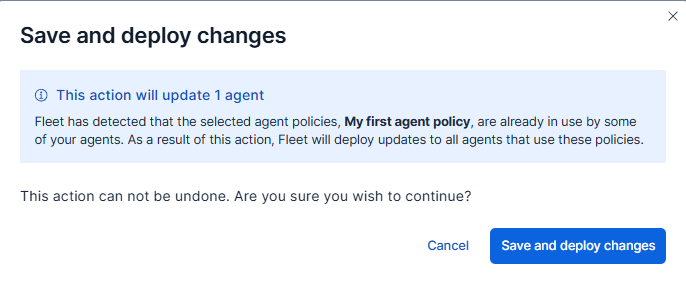 Save and deploy changes
This action will update 1 agent
Fleet has detected that the selected agent policies, My first agent policy, are already in use by some
of your agents. As a result of this action, Fleet will deploy updates to all agents that use these policies.
This action can not be undone. Are you sure you wish to continue?
Cancel
Save and deploy changes